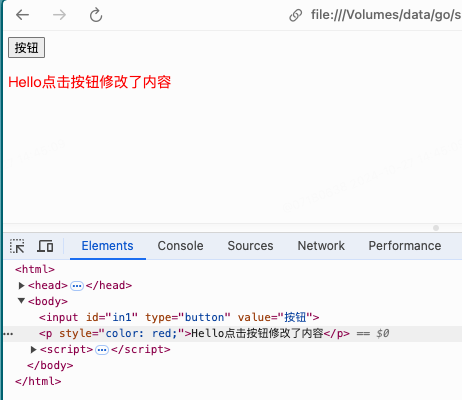 file:///Volumes/data/go/s
按钮
Hello点击按钮修改了内容
Elements Console Sources Network Performance
<html>
<head>…</head>
<body>
<input id="in1" type="button" value="按钮">
<p style="color: red;">Hello点击按钮修改了内容</p> == $0
<script>…</script>
</body>
</html>